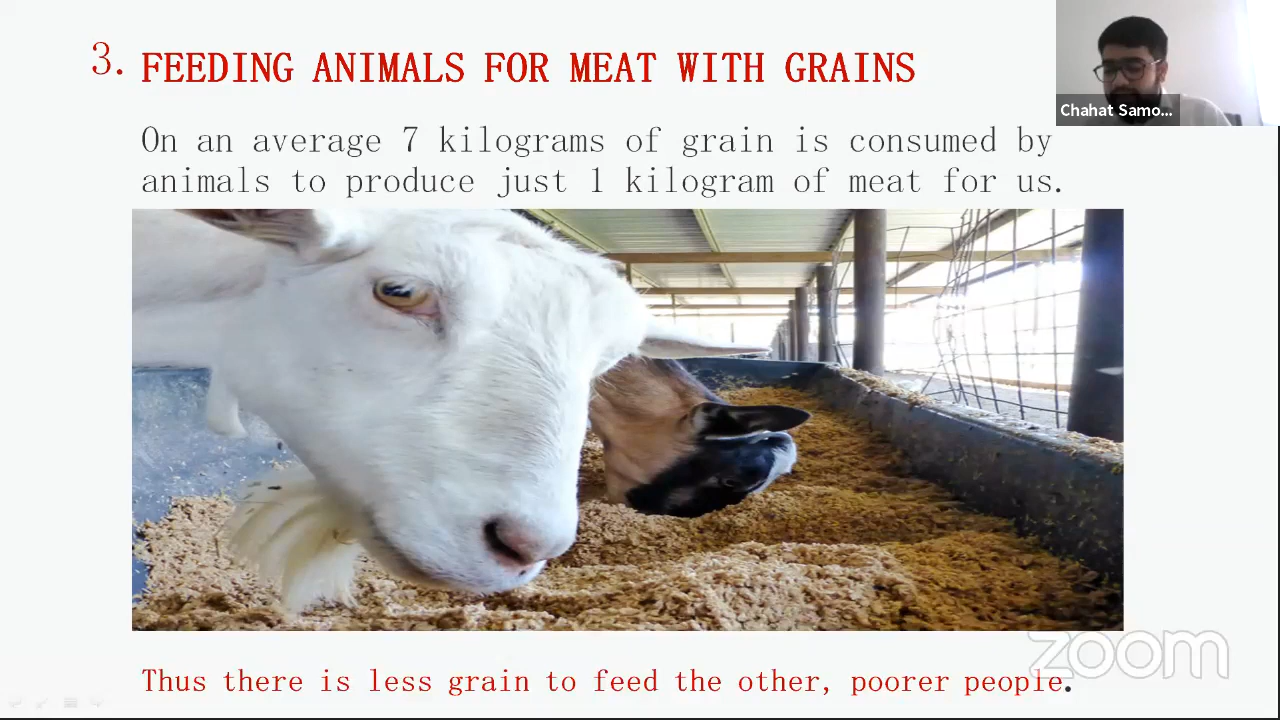 3. FEEDING ANIMALS FOR MEAT WITH GRAINS
Chahat Samo...
On an average 7 kilograms of grain is consumed by
animals to produce just 1 kilogram of meat for us.
zoom
Thus there is less grain to feed the other, poorer people.